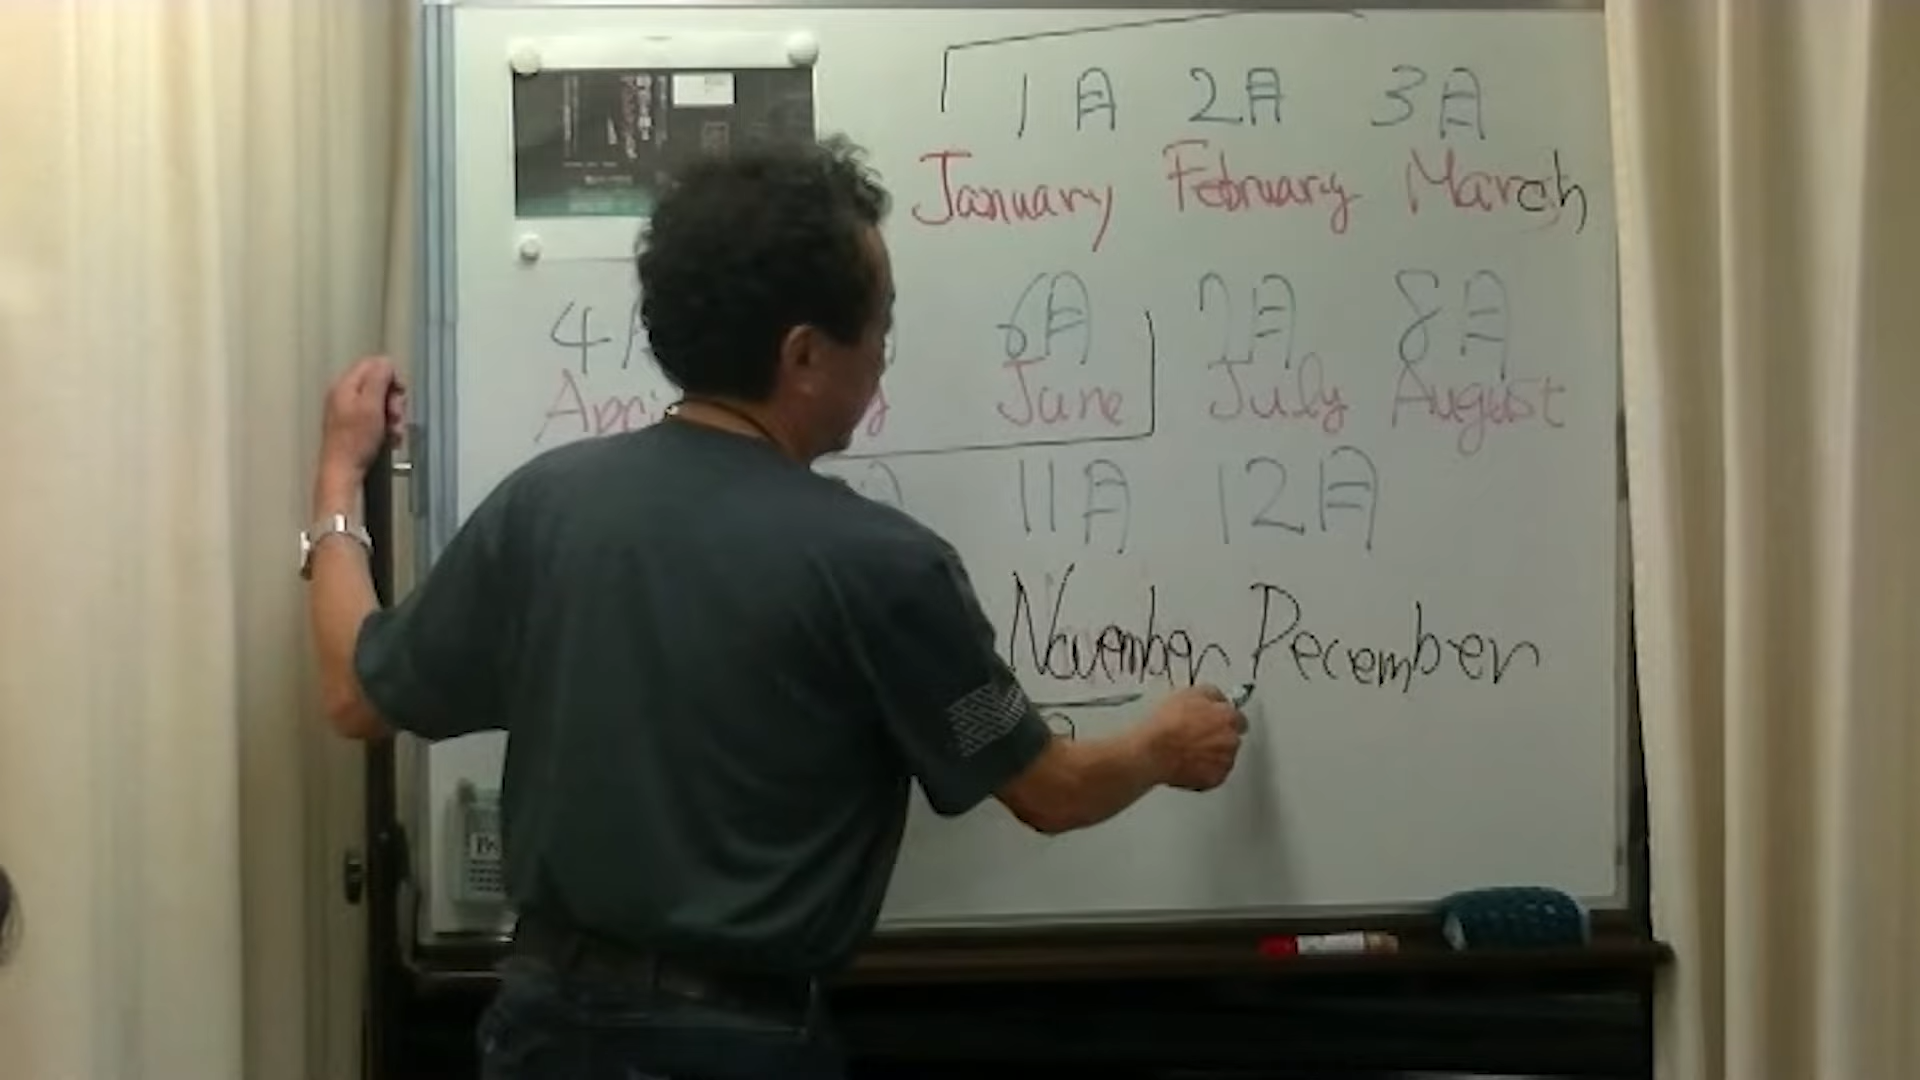 1月 2月 3月
January February March
4月 6月 7月 8月
April June July August
11月 12月
November December